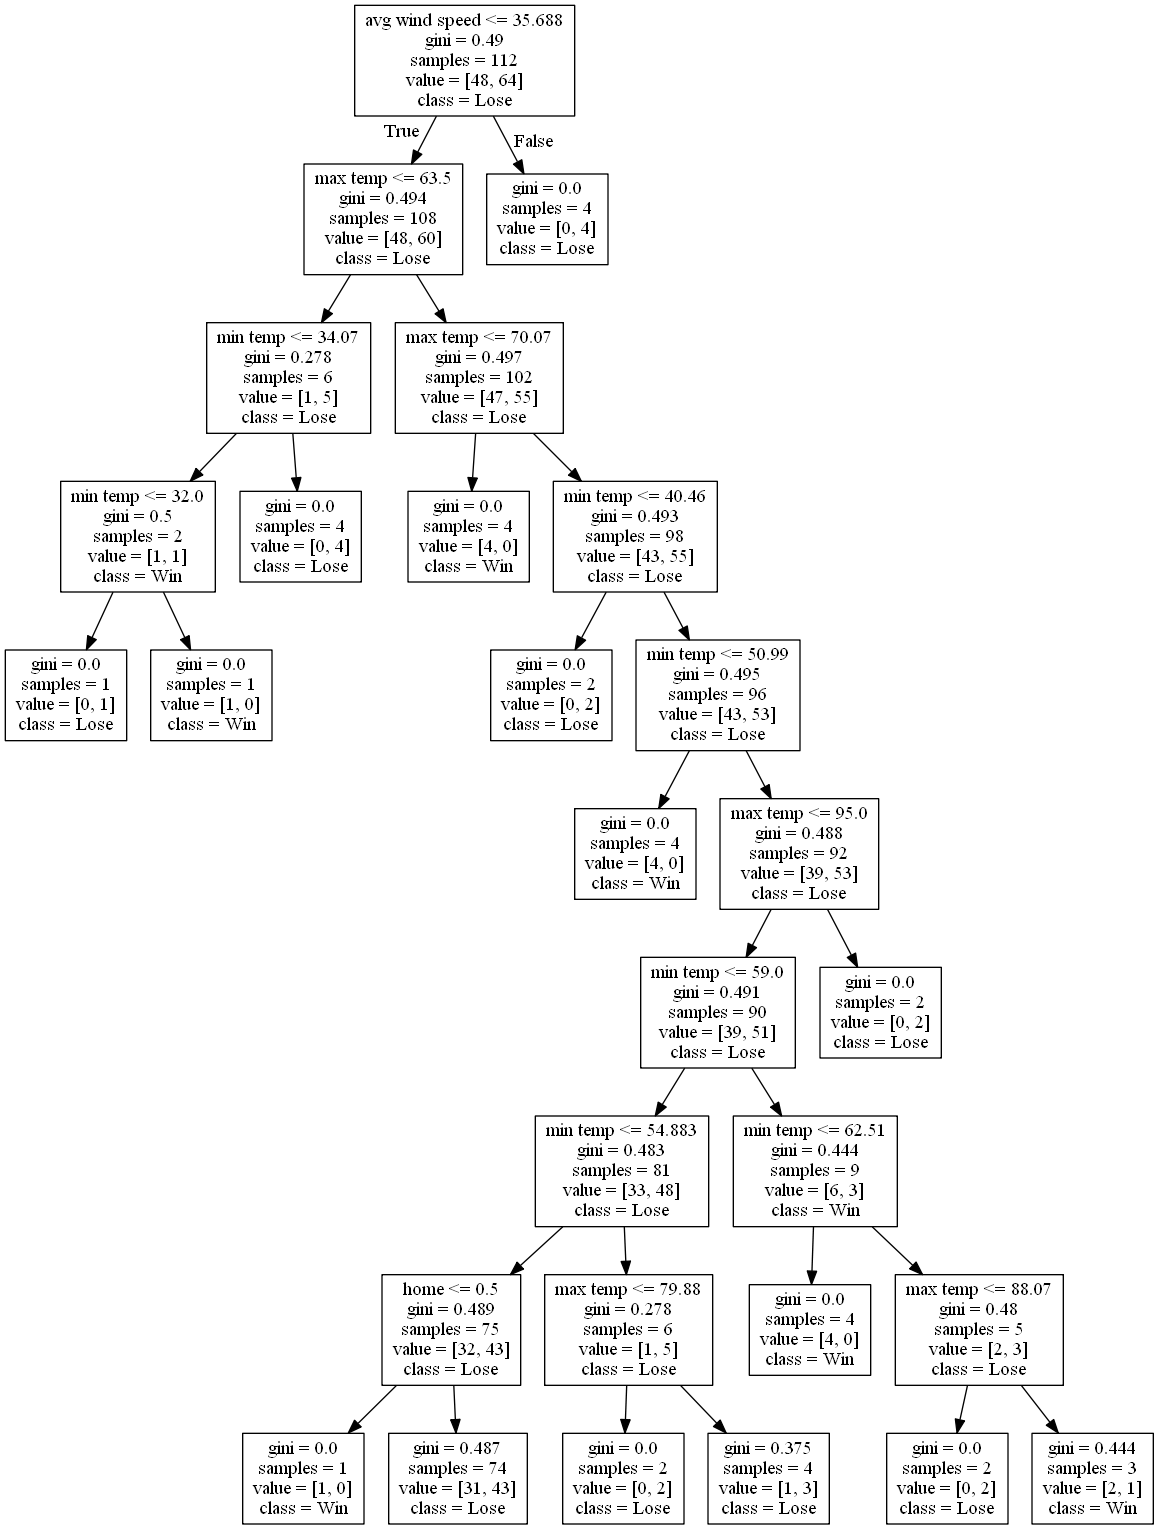 avg wind speed <= 35.688
gini = 0.49
samples = 112
value = [48, 64]
class = Lose
True
False
max temp <= 63.5
gini = 0.494
samples = 108
value = [48, 60]
class = Lose
gini = 0.0
samples = 4
value = [0, 4]
class = Lose
min temp <= 34.07
gini = 0.278
samples = 6
value = [1, 5]
class = Lose
max temp <= 70.07
gini = 0.497
samples = 102
value = [47, 55]
class = Lose
min temp <= 32.0
gini = 0.5
samples = 2
value = [1, 1]
class = Win
gini = 0.0
samples = 4
value = [0, 4]
class = Lose
gini = 0.0
samples = 4
value = [4, 0]
class = Win
min temp <= 40.46
gini = 0.493
samples = 98
value = [43, 55]
class = Lose
gini = 0.0
samples = 1
value = [0, 1]
class = Lose
gini = 0.0
samples = 1
value = [1, 0]
class = Win
gini = 0.0
samples = 2
value = [0, 2]
class = Lose
min temp <= 50.99
gini = 0.495
samples = 96
value = [43, 53]
class = Lose
gini = 0.0
samples = 4
value = [4, 0]
class = Win
max temp <= 95.0
gini = 0.488
samples = 92
value = [39, 53]
class = Lose
min temp <= 59.0
gini = 0.491
samples = 90
value = [39, 51]
class = Lose
gini = 0.0
samples = 2
value = [0, 2]
class = Lose
min temp <= 54.883
gini = 0.483
samples = 81
value = [33, 48]
class = Lose
min temp <= 62.51
gini = 0.444
samples = 9
value = [6, 3]
class = Win
home <= 0.5
gini = 0.489
samples = 75
value = [32, 43]
class = Lose
max temp <= 79.88
gini = 0.278
samples = 6
value = [1, 5]
class = Lose
gini = 0.0
samples = 4
value = [4, 0]
class = Win
max temp <= 88.07
gini = 0.48
samples = 5
value = [2, 3]
class = Lose
gini = 0.0
samples = 1
value = [1, 0]
class = Win
gini = 0.487
samples = 74
value = [31, 43]
class = Lose
gini = 0.0
samples = 2
value = [0, 2]
class = Lose
gini = 0.375
samples = 4
value = [1, 3]
class = Lose
gini = 0.0
samples = 2
value = [0, 2]
class = Lose
gini = 0.444
samples = 3
value = [2, 1]
class = Win